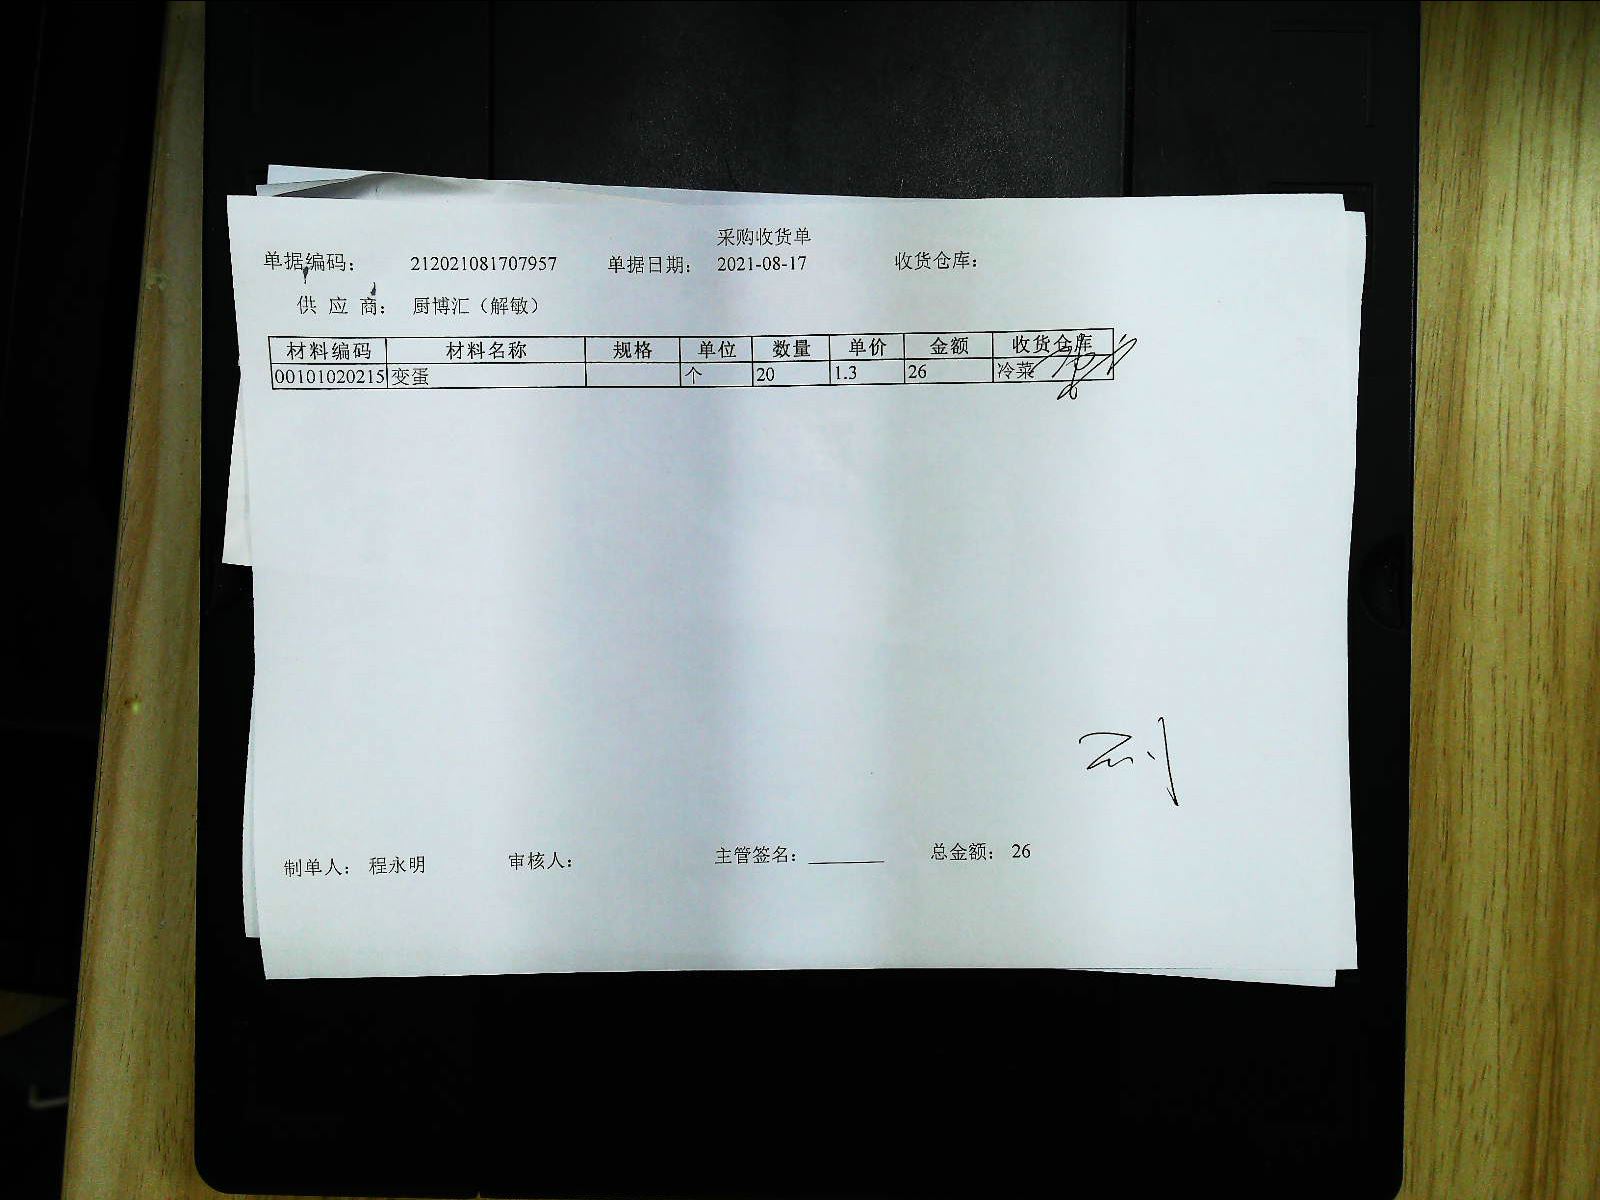 采购收货单
单据编码： 212021081707957 单据日期： 2021-08-17 收货仓库：
供 应 商： 厨博汇（解敏）
材料编码 材料名称 规格 单位 数量 单价 金额 收货仓库
00101020215 变蛋 个 20 1.3 26 冷菜
制单人： 程永明 审核人： 主管签名： ________ 总金额： 26